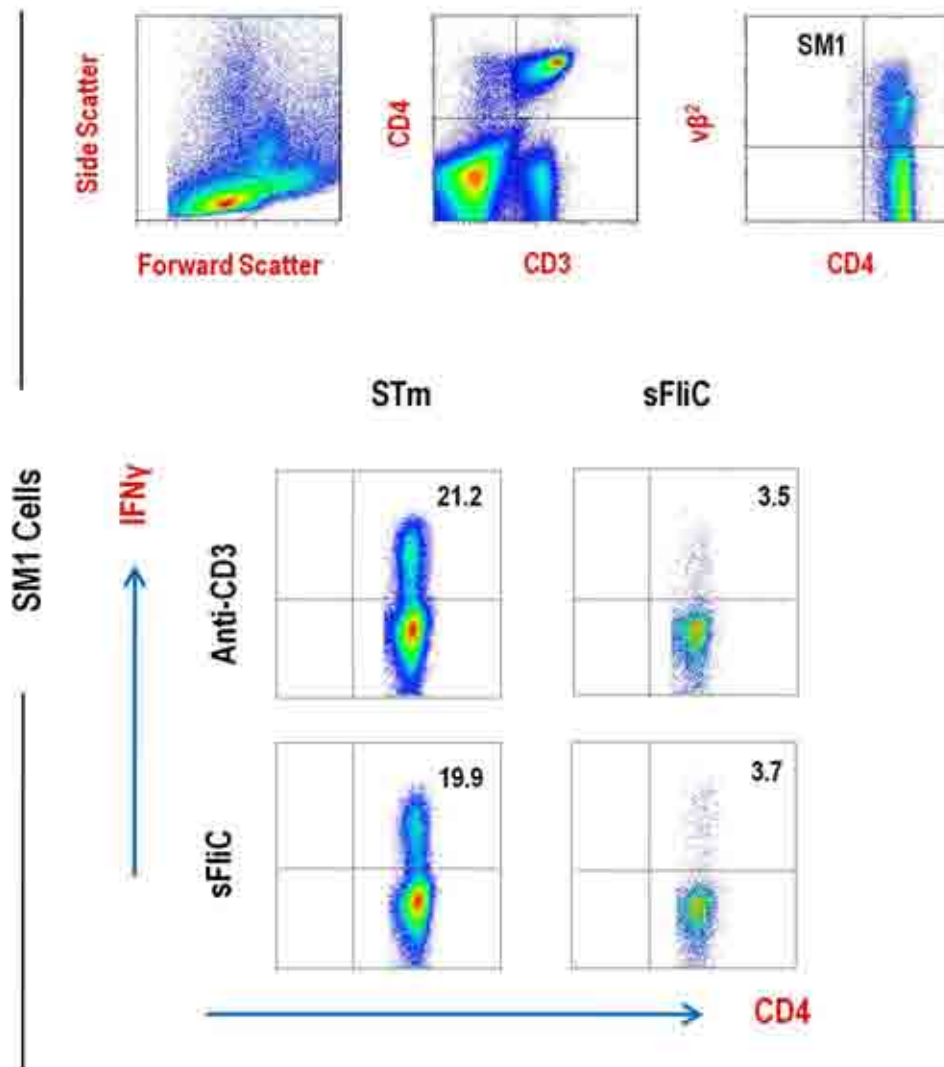 Side Scatter
Forward Scatter
CD4
CD3
vβ²
SM1
CD4
STm
sFliC
SM1 Cells
IFNγ
Anti-CD3
21.2
3.5
sFliC
19.9
3.7
CD4